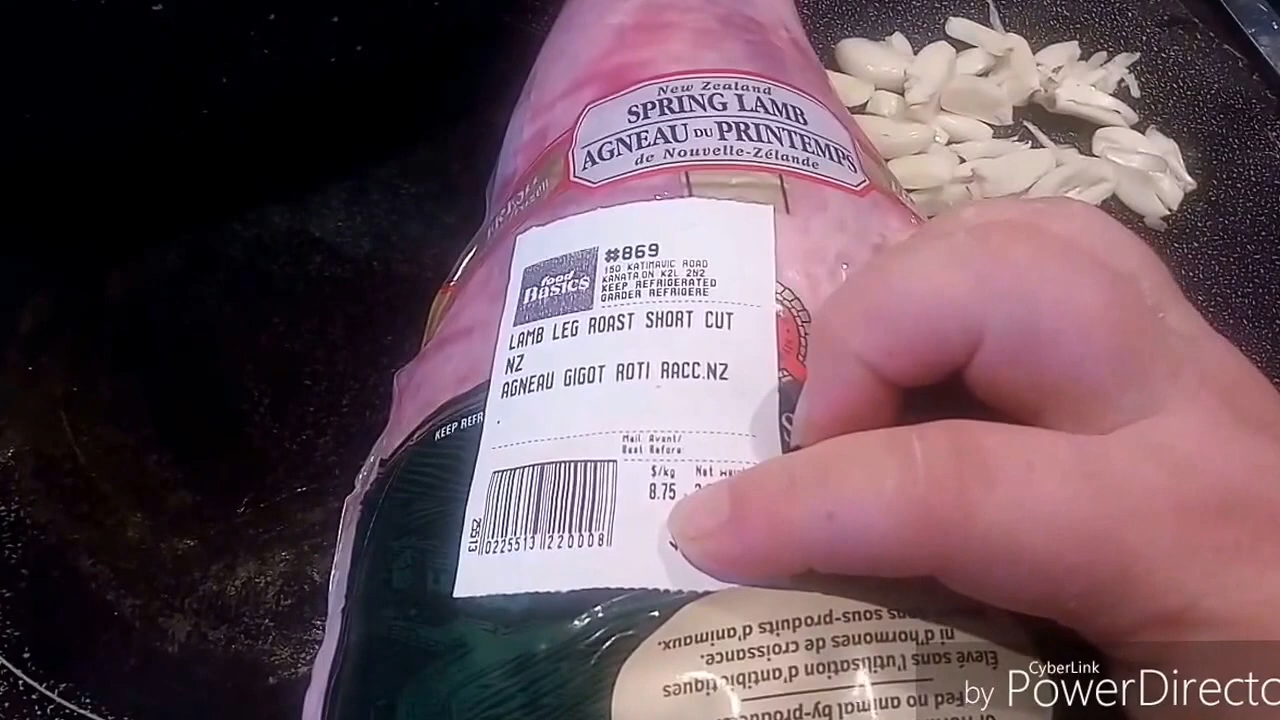 New Zealand
SPRING LAMB
AGNEAU DU PRINTEMPS
de Nouvelle-Zélande
food
Basics
#869
150 KATIMAVIC ROAD
KANATA ON K2L 2N2
KEEP REFRIGERATED
GARDER REFRIGERE
LAMB LEG ROAST SHORT CUT
NZ
AGNEAU GIGOT ROTI RACC.NZ
KEEP REFR
Meil. Avant/
Best Before:
$/kg Net
8.75
2513
0225513 220008
Fed no animal by-produ
Élevé sans l'utilisation d'antibiotiques
ni d'hormones de croissance.
sous-produits d'animaux.
CyberLink
by PowerDirecto